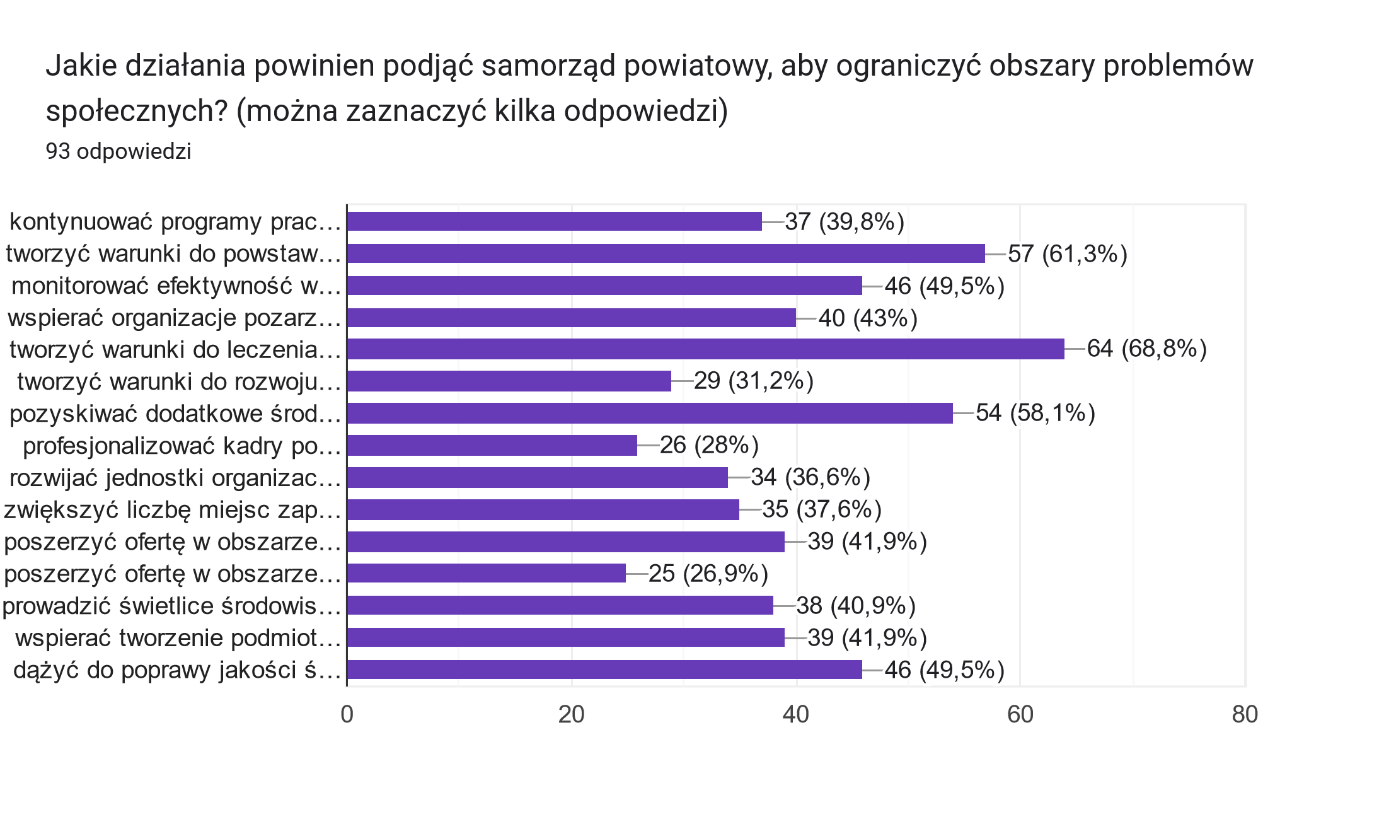 Jakie działania powinien podjąć samorząd powiatowy, aby ograniczyć obszary problemów
społecznych? (można zaznaczyć kilka odpowiedzi)
93 odpowiedzi
kontynuować programy prac… 37 (39,8%)
tworzyć warunki do powstaw… 57 (61,3%)
monitorować efektywność w… 46 (49,5%)
wspierać organizacje pozarz… 40 (43%)
tworzyć warunki do leczenia… 64 (68,8%)
tworzyć warunki do rozwoju… 29 (31,2%)
pozyskiwać dodatkowe środ… 54 (58,1%)
profesjonalizować kadry po… 26 (28%)
rozwijać jednostki organizac… 34 (36,6%)
zwiększyć liczbę miejsc zap… 35 (37,6%)
poszerzyć ofertę w obszarze… 39 (41,9%)
poszerzyć ofertę w obszarze… 25 (26,9%)
prowadzić świetlice środowis… 38 (40,9%)
wspierać tworzenie podmiot… 39 (41,9%)
dążyć do poprawy jakości ś… 46 (49,5%)
0 20 40 60 80